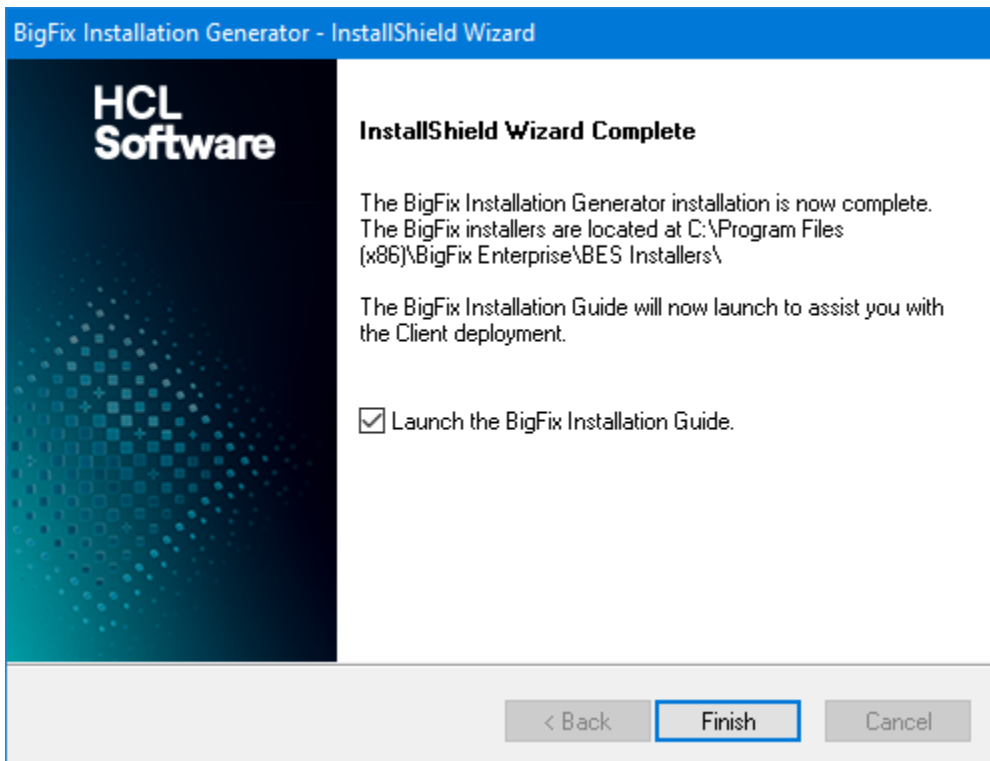 BigFix Installation Generator - InstallShield Wizard
HCL
Software
InstallShield Wizard Complete
The BigFix Installation Generator installation is now complete.
The BigFix installers are located at C:\Program Files
(x86)\BigFix Enterprise\BES Installers\
The BigFix Installation Guide will now launch to assist you with
the Client deployment.
Launch the BigFix Installation Guide.
< Back
Finish
Cancel